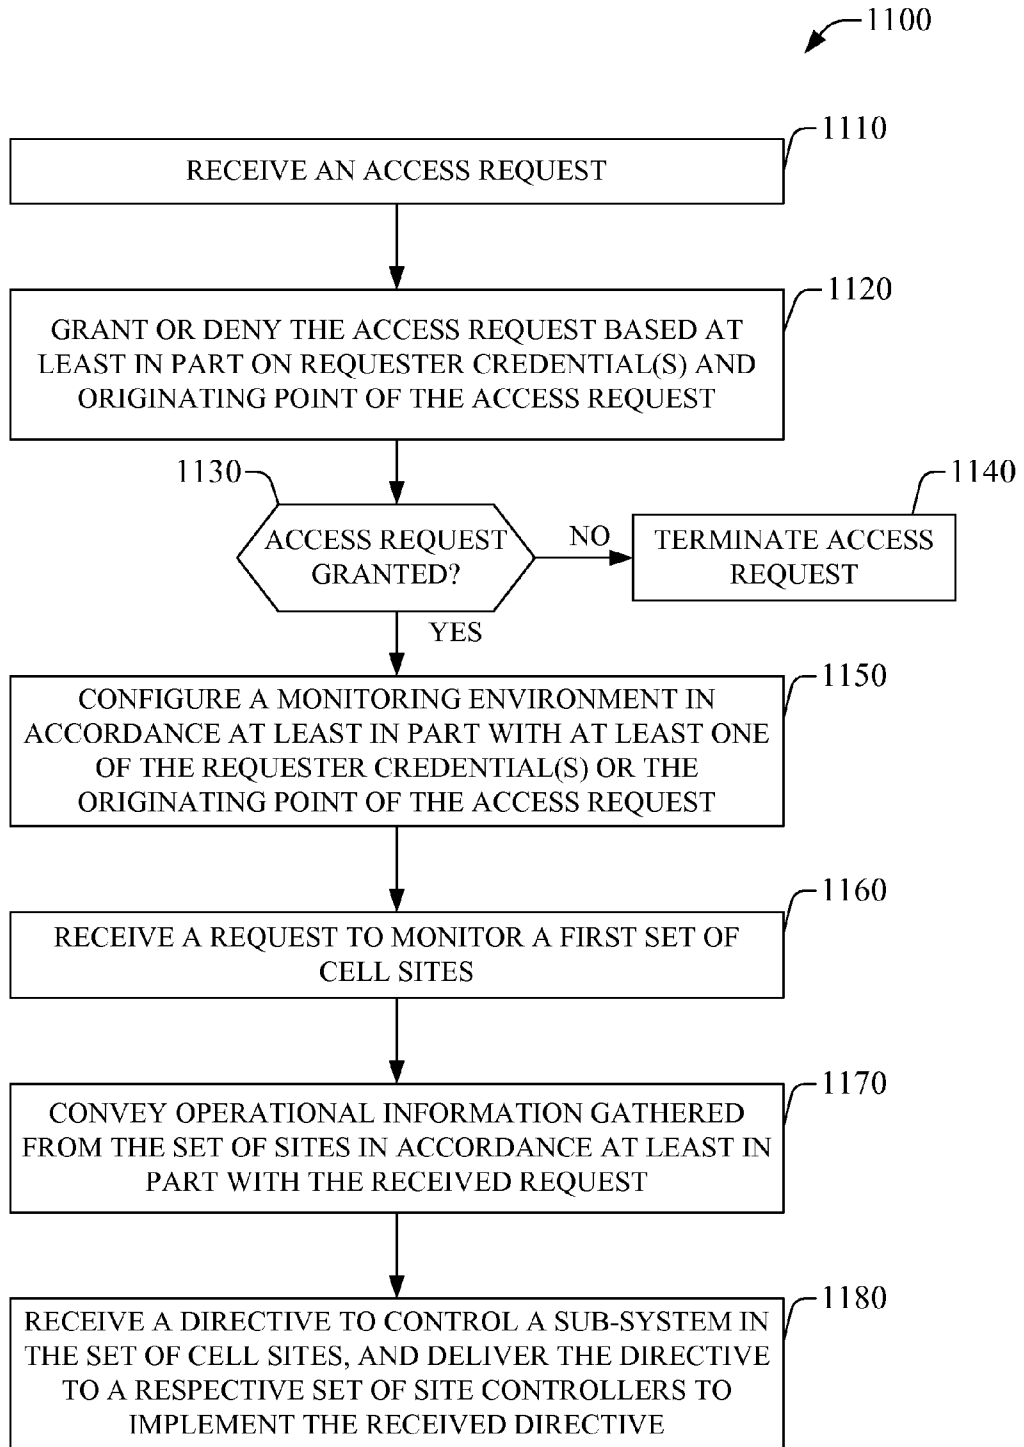 1100
1110
RECEIVE AN ACCESS REQUEST
1120
GRANT OR DENY THE ACCESS REQUEST BASED AT
LEAST IN PART ON REQUESTER CREDENTIAL(S) AND
ORIGINATING POINT OF THE ACCESS REQUEST
1130
ACCESS REQUEST
GRANTED?
NO
1140
TERMINATE ACCESS
REQUEST
YES
1150
CONFIGURE A MONITORING ENVIRONMENT IN
ACCORDANCE AT LEAST IN PART WITH AT LEAST ONE
OF THE REQUESTER CREDENTIAL(S) OR THE
ORIGINATING POINT OF THE ACCESS REQUEST
1160
RECEIVE A REQUEST TO MONITOR A FIRST SET OF
CELL SITES
1170
CONVEY OPERATIONAL INFORMATION GATHERED
FROM THE SET OF SITES IN ACCORDANCE AT LEAST IN
PART WITH THE RECEIVED REQUEST
1180
RECEIVE A DIRECTIVE TO CONTROL A SUB-SYSTEM IN
THE SET OF CELL SITES, AND DELIVER THE DIRECTIVE
TO A RESPECTIVE SET OF SITE CONTROLLERS TO
IMPLEMENT THE RECEIVED DIRECTIVE